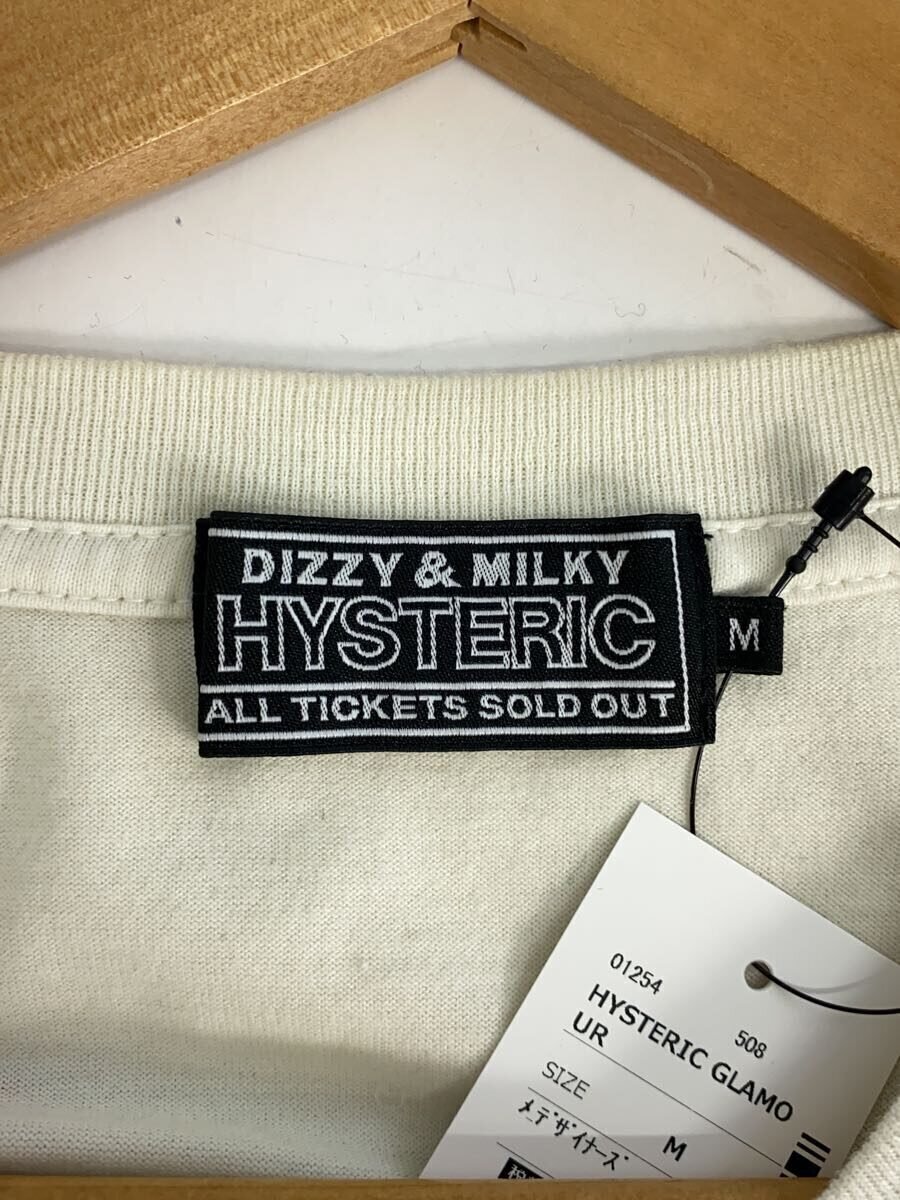 DIZZY & MILKY
HYSTERIC
ALL TICKETS SOLD OUT
M
01254
508
HYSTERIC GLAMO
UR
SIZE
M
メデザイナーズ